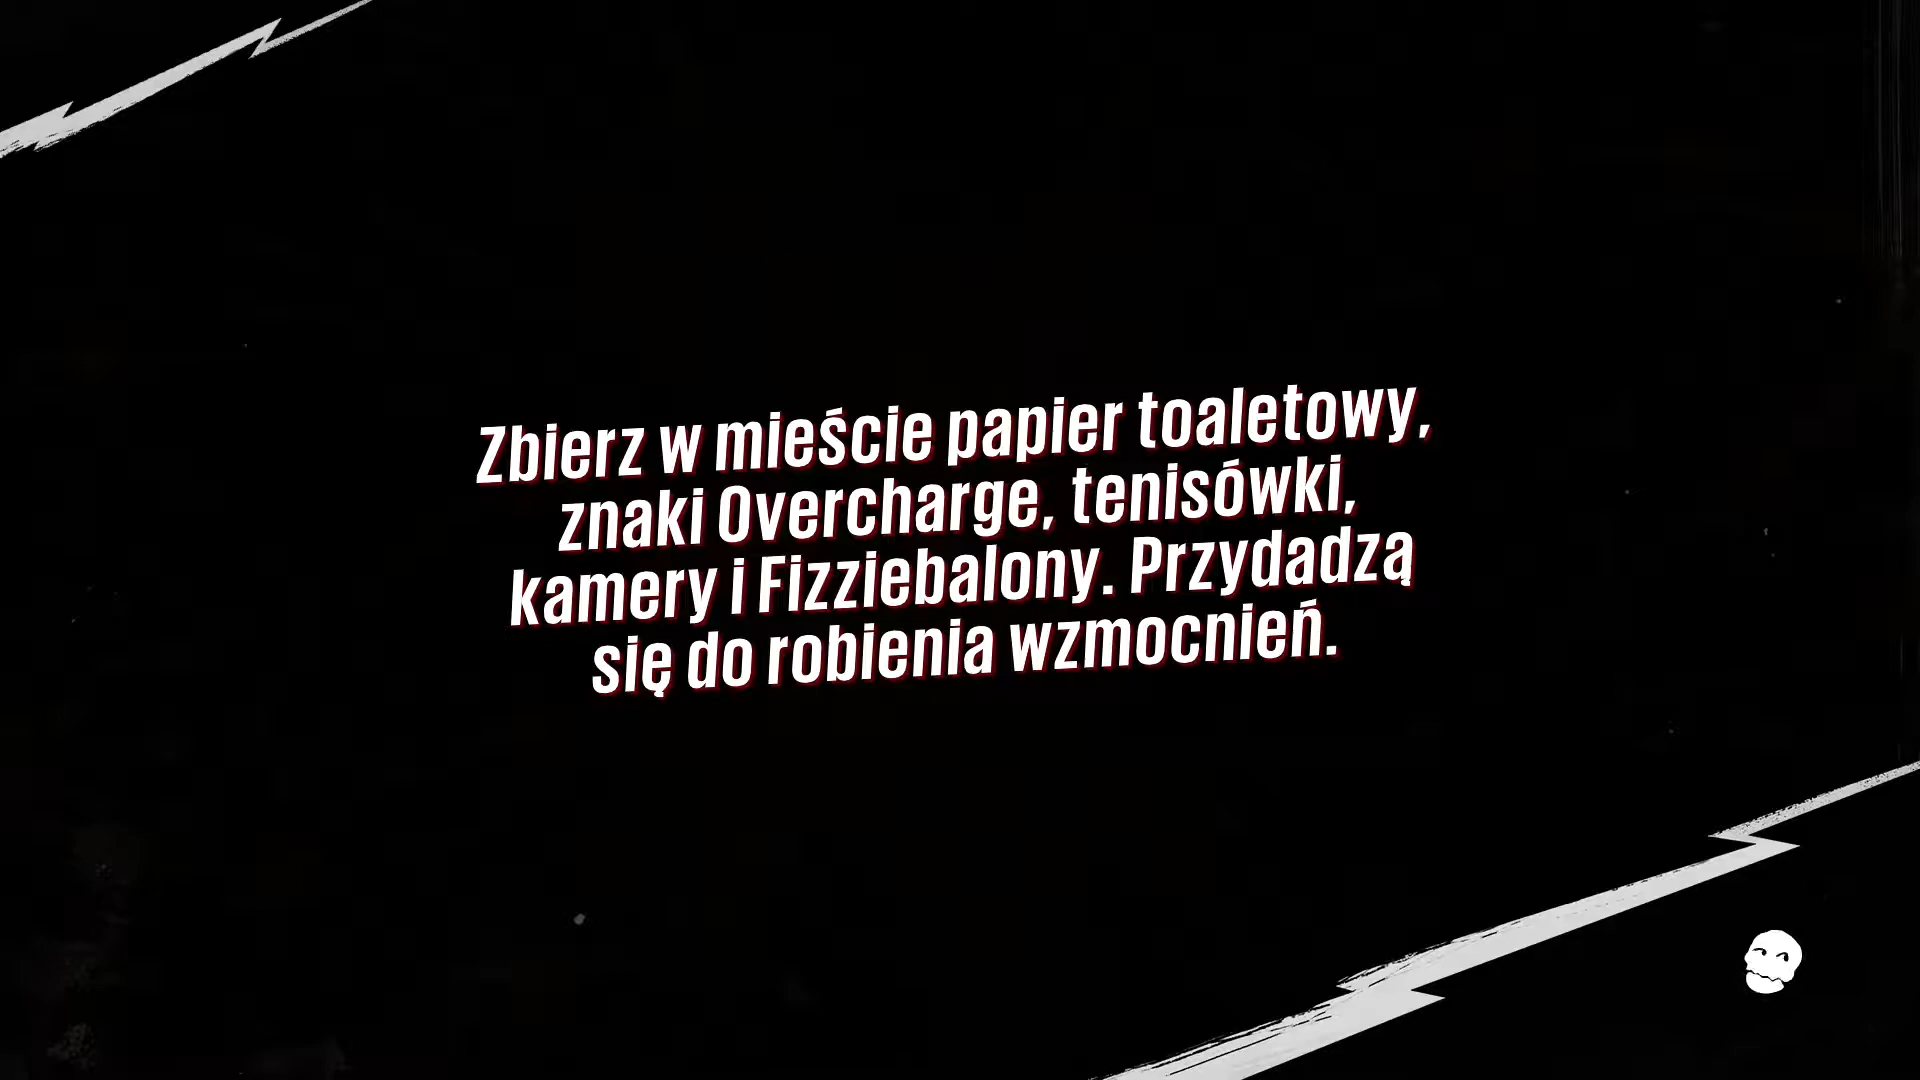 Zbierz w mieście papier toaletowy,
znaki Overcharge, tenisówki,
kamery i Fizziebalony. Przydadzą
się do robienia wzmocnień.